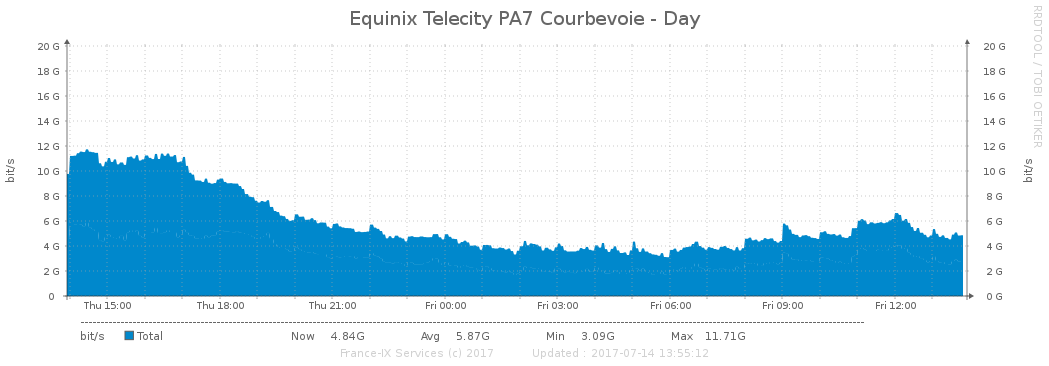 Equinix Telecity PA7 Courbevoie - Day
RRDTOOL / TOBI OETIKER
bit/s
20 G 20 G
18 G 18 G
16 G 16 G
14 G 14 G
12 G 12 G
10 G 10 G
8 G 8 G
6 G 6 G
4 G 4 G
2 G 2 G
0 0 G
bit/s
Thu 15:00 Thu 18:00 Thu 21:00 Fri 00:00 Fri 03:00 Fri 06:00 Fri 09:00 Fri 12:00
bit/s Total Now 4.84G Avg 5.87G Min 3.09G Max 11.71G
France-IX Services (c) 2017 Updated : 2017-07-14 13:55:12